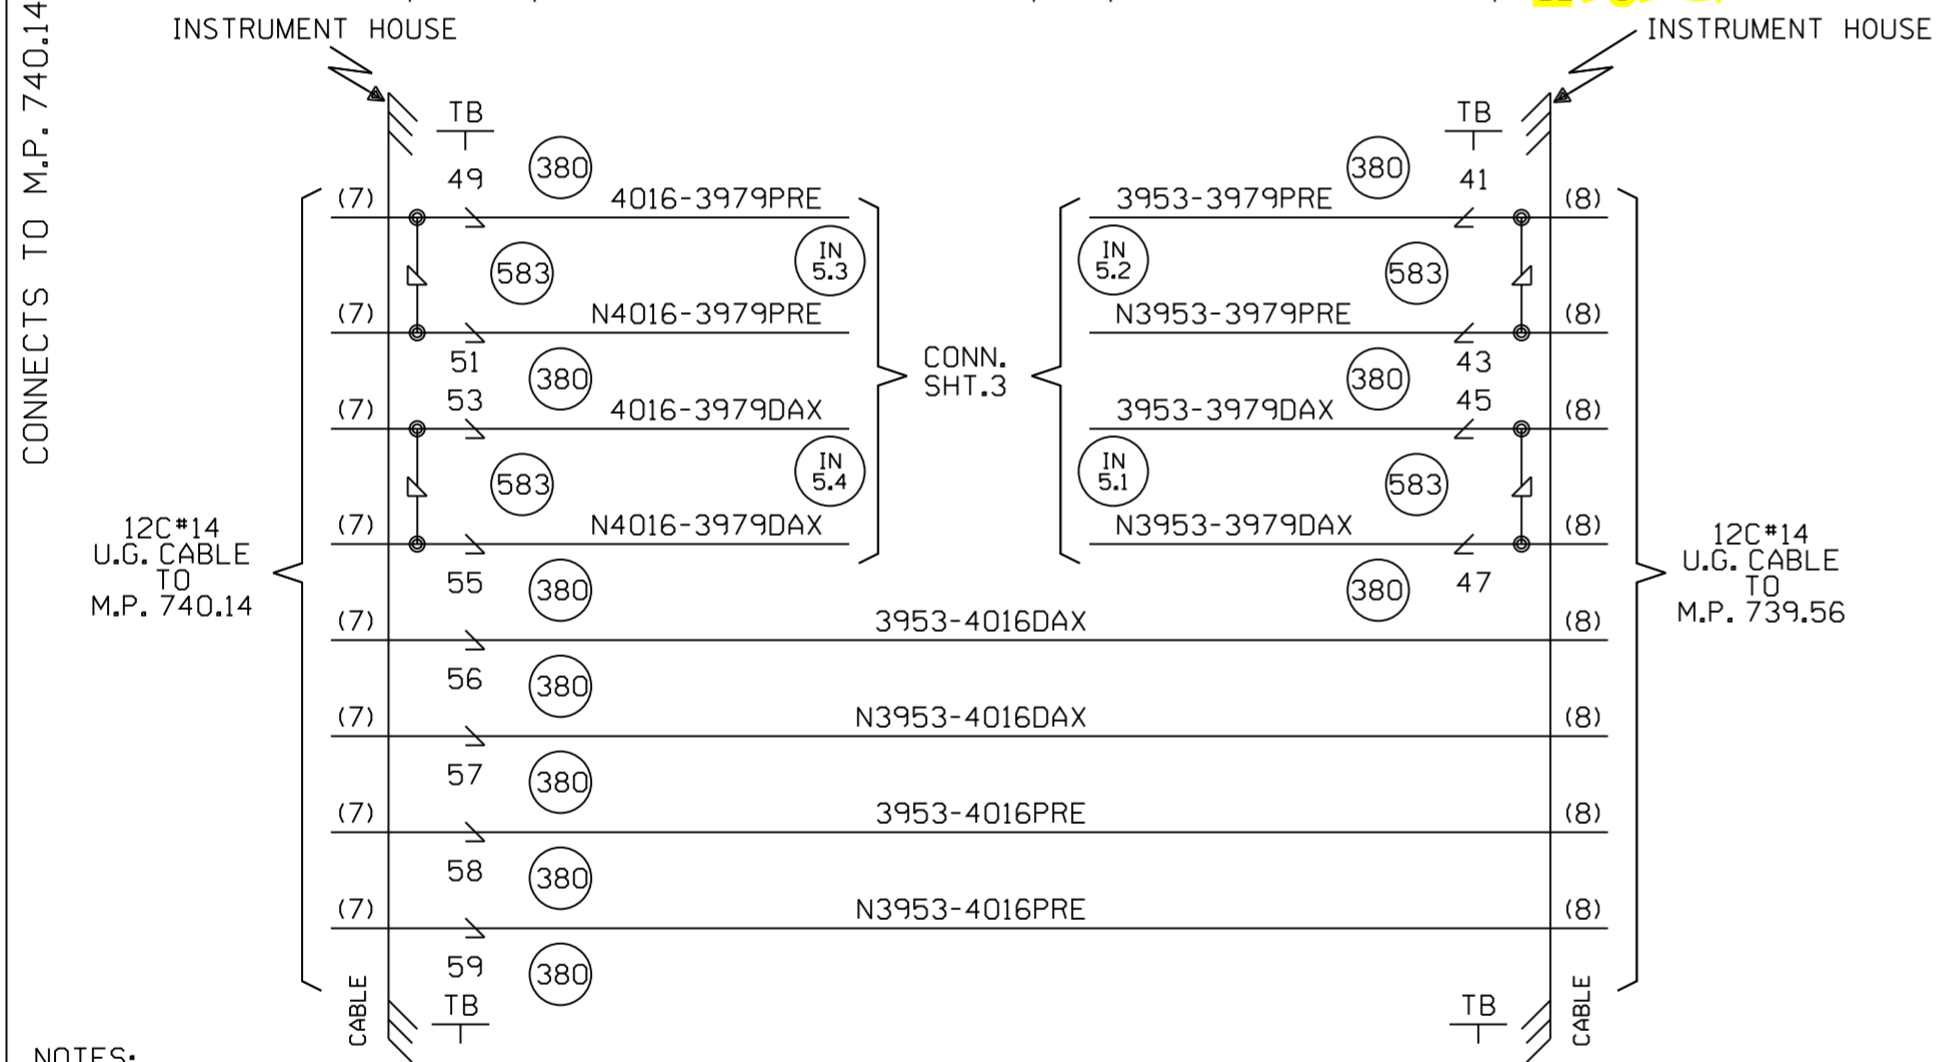 CONNECTS TO M.P. 740.14
INSTRUMENT HOUSE
INSTRUMENT HOUSE
TB
TB
49
380
380
41
(7)
4016-3979PRE
3953-3979PRE
(8)
583
IN
5.3
IN
5.2
583
(7)
N4016-3979PRE
N3953-3979PRE
(8)
51
380
CONN.
SHT.3
380
43
53
45
(7)
4016-3979DAX
3953-3979DAX
(8)
583
IN
5.4
IN
5.1
583
(7)
N4016-3979DAX
N3953-3979DAX
(8)
12C#14
U.G. CABLE
TO
M.P. 740.14
12C#14
U.G. CABLE
TO
M.P. 739.56
55
380
380
47
(7)
3953-4016DAX
(8)
56
380
(7)
N3953-4016DAX
(8)
57
380
(7)
3953-4016PRE
(8)
58
380
(7)
N3953-4016PRE
(8)
59
380
CABLE
TB
TB
CABLE
NOTES: